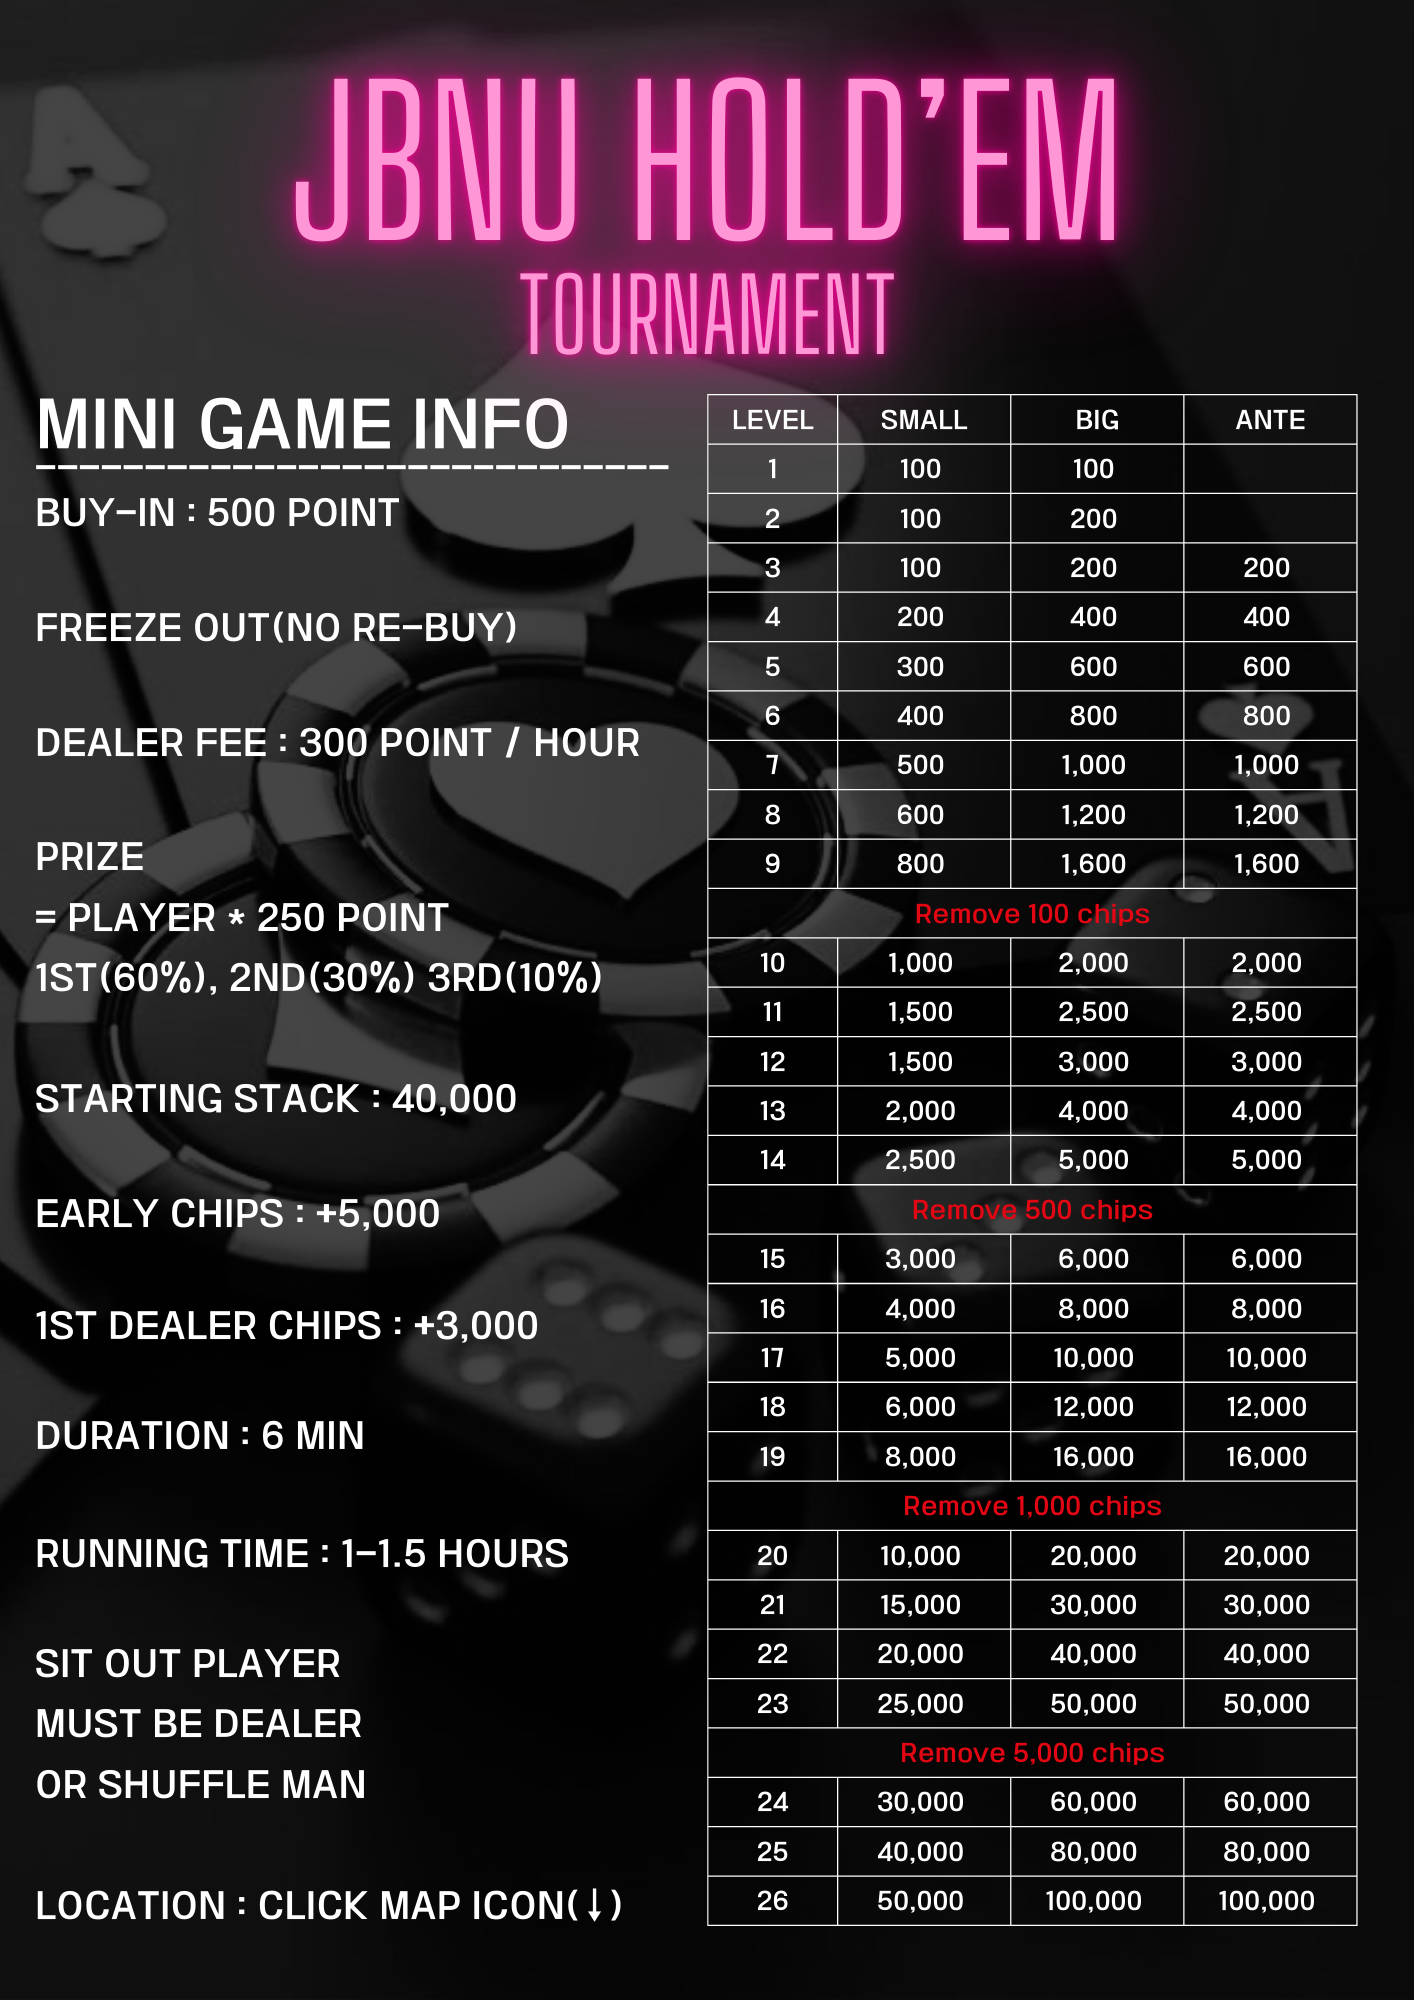 JBNU HOLD’EM
TOURNAMENT
MINI GAME INFO
BUY-IN : 500 POINT
FREEZE OUT(NO RE-BUY)
DEALER FEE : 300 POINT / HOUR
PRIZE
= PLAYER * 250 POINT
1ST(60%), 2ND(30%) 3RD(10%)
STARTING STACK : 40,000
EARLY CHIPS : +5,000
1ST DEALER CHIPS : +3,000
DURATION : 6 MIN
RUNNING TIME : 1-1.5 HOURS
SIT OUT PLAYER
MUST BE DEALER
OR SHUFFLE MAN
LOCATION : CLICK MAP ICON(↓)
LEVEL SMALL BIG ANTE
1 100 100
2 100 200
3 100 200 200
4 200 400 400
5 300 600 600
6 400 800 800
7 500 1,000 1,000
8 600 1,200 1,200
9 800 1,600 1,600
Remove 100 chips
10 1,000 2,000 2,000
11 1,500 2,500 2,500
12 1,500 3,000 3,000
13 2,000 4,000 4,000
14 2,500 5,000 5,000
Remove 500 chips
15 3,000 6,000 6,000
16 4,000 8,000 8,000
17 5,000 10,000 10,000
18 6,000 12,000 12,000
19 8,000 16,000 16,000
Remove 1,000 chips
20 10,000 20,000 20,000
21 15,000 30,000 30,000
22 20,000 40,000 40,000
23 25,000 50,000 50,000
Remove 5,000 chips
24 30,000 60,000 60,000
25 40,000 80,000 80,000
26 50,000 100,000 100,000
A
A